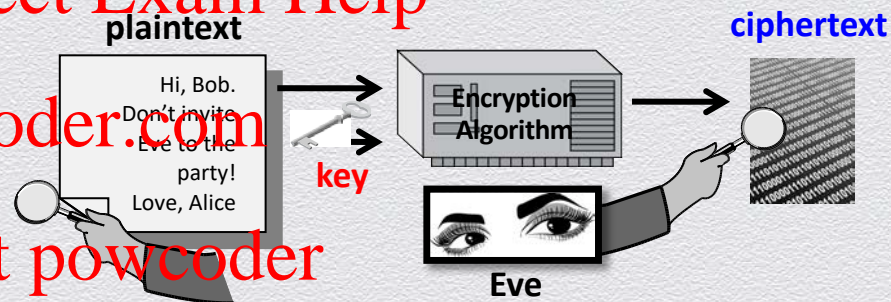 ect Exam Help
plaintext
ciphertext
Hi, Bob.
Don't invite
Eve to the
party!
Love, Alice
oder.com
key
Encryption
Algorithm
t powcoder
Eve